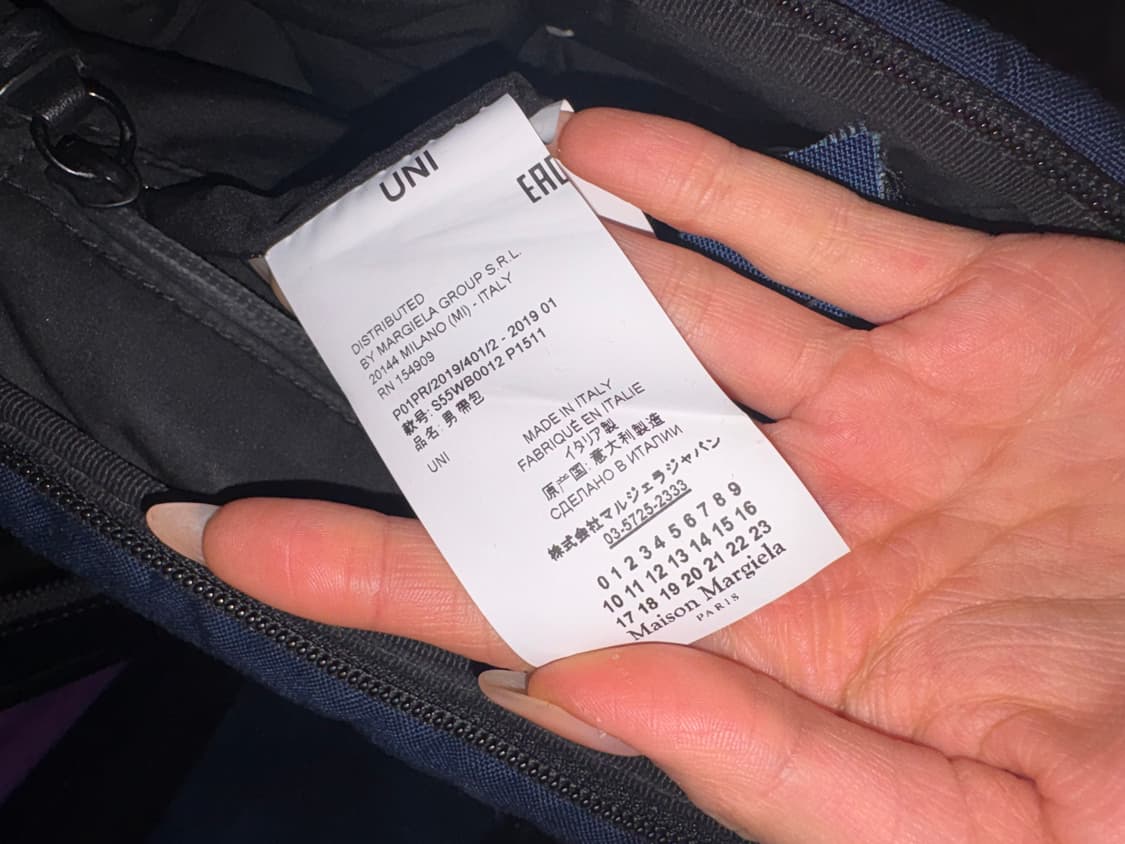 UNI
EAC
DISTRIBUTED
BY MARGIELA GROUP S.R.L.
20144 MILANO (MI) - ITALY
RN 154909
P01PR/2019/401/2 - 2019 01
款号: S55WB0012 P1511
品名: 男 帶包
UNI
MADE IN ITALY
FABRIQUÉ EN ITALIE
イタリア製
原产国: 意大利製造
СДЕЛАНО В ИТАЛИИ
株式会社マルジェラジャパン
03-5725-2333
0 1 2 3 4 5 6 7 8 9
10 11 12 13 14 15 16
17 18 19 20 21 22 23
Maison Margiela
PARIS